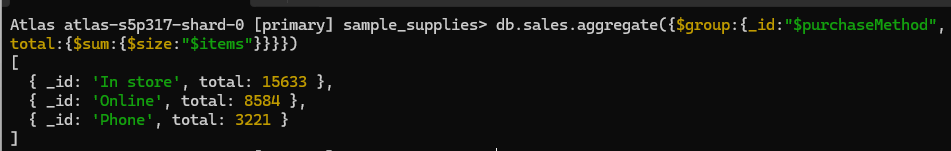 Atlas atlas-s5p317-shard-0 [primary] sample_supplies> db.sales.aggregate({$group:{_id:"$purchaseMethod",
total:{$sum:{$size:"$items"}}}})
[
  { _id: 'In store', total: 15633 },
  { _id: 'Online', total: 8584 },
  { _id: 'Phone', total: 3221 }
]